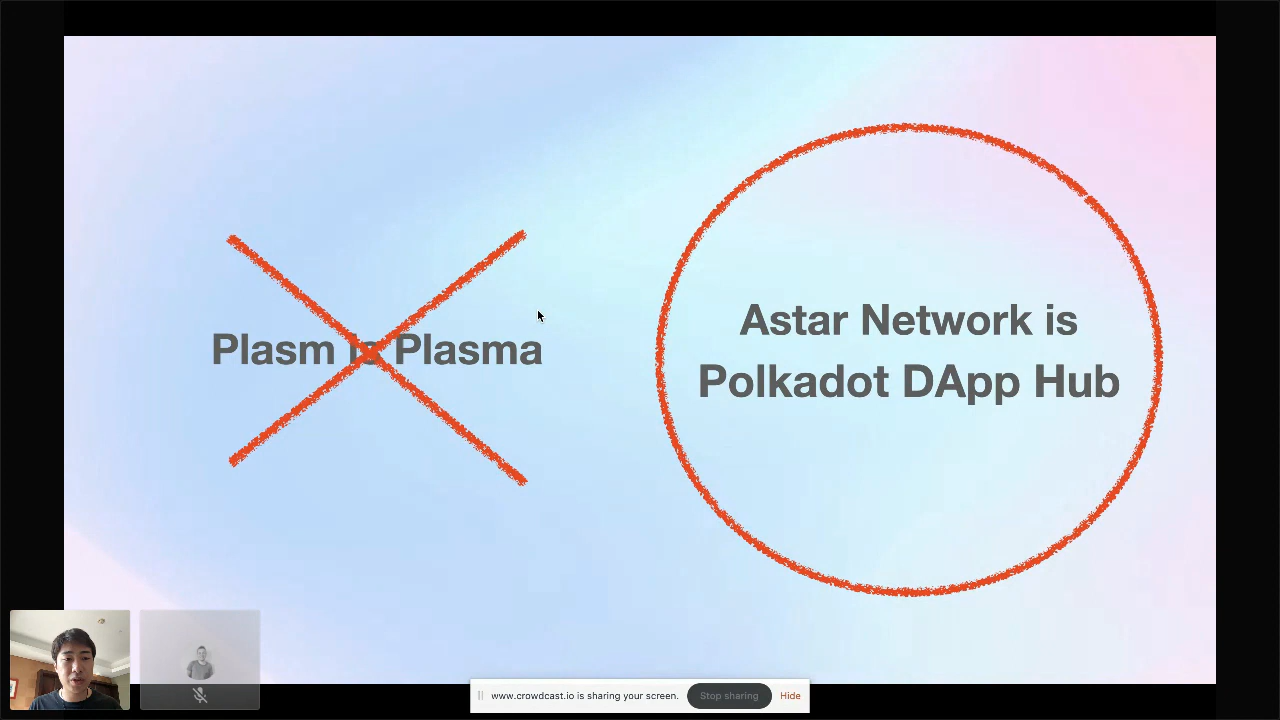 Plasm is Plasma
Astar Network is
Polkadot DApp Hub
www.crowdcast.io is sharing your screen.
Stop sharing
Hide